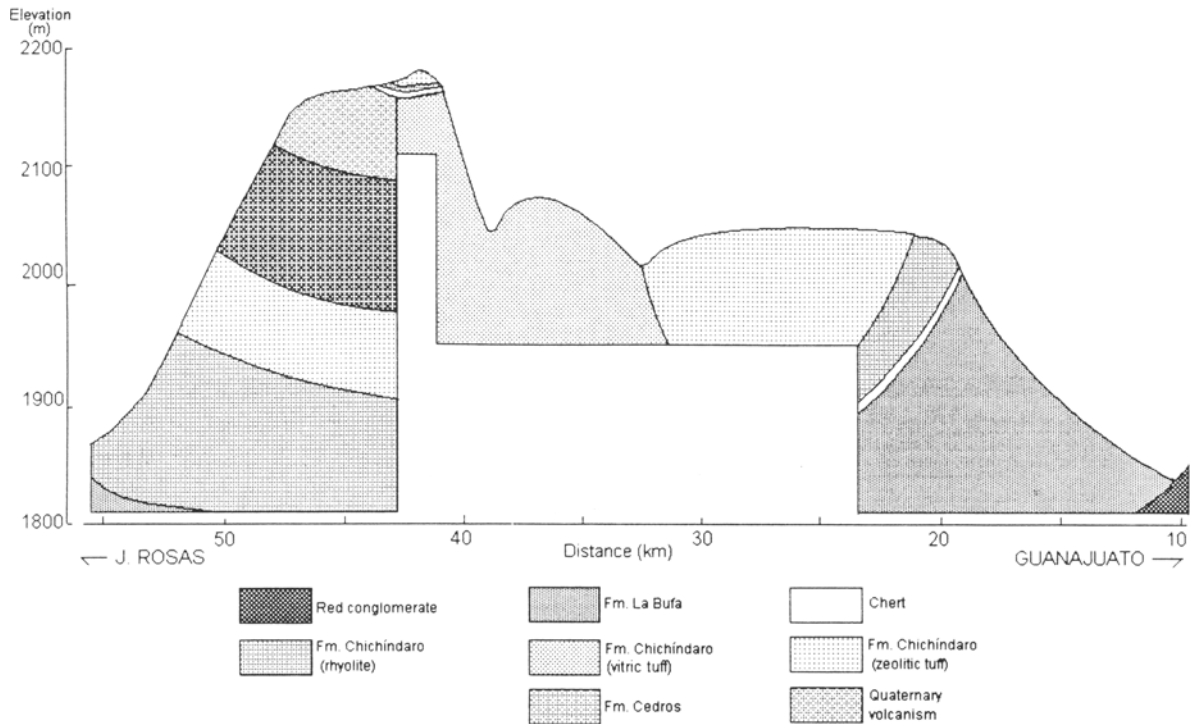 Elevation
(m)
2200
2100
2000
1900
1800
50
40
30
20
10
Distance (km)
← J. ROSAS
GUANAJUATO →
Red conglomerate
Fm. La Bufa
Chert
Fm. Chichíndaro
(rhyolite)
Fm. Chichíndaro
(vitric tuff)
Fm. Chichíndaro
(zeolitic tuff)
Fm. Cedros
Quaternary
volcanism